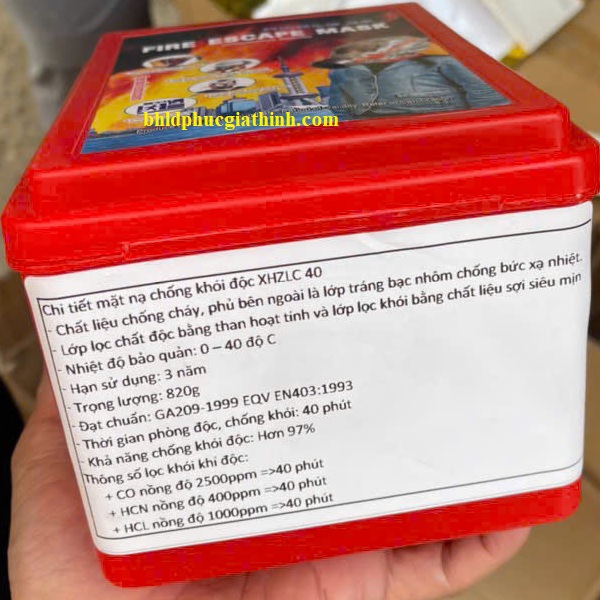 FIRE ESCAPE MASK
bhldphucgiathinh.com
Chi tiết mặt nạ chống khói độc XHZLC 40
- Chất liệu chống cháy, phủ bên ngoài là lớp tráng bạc nhôm chống bức xạ nhiệt.
- Lớp lọc chất độc bằng than hoạt tính và lớp lọc khói bằng chất liệu sợi siêu mịn
- Nhiệt độ bảo quản: 0 – 40 độ C
- Hạn sử dụng: 3 năm
- Trọng lượng: 820g
- Đạt chuẩn: GA209-1999 EQV EN403:1993
- Thời gian phòng độc, chống khói: 40 phút
- Khả năng chống khói độc: Hơn 97%
Thông số lọc khói khí độc:
+ CO nồng độ 2500ppm =>40 phút
+ HCN nồng độ 400ppm =>40 phút
+ HCL nồng độ 1000ppm =>40 phút